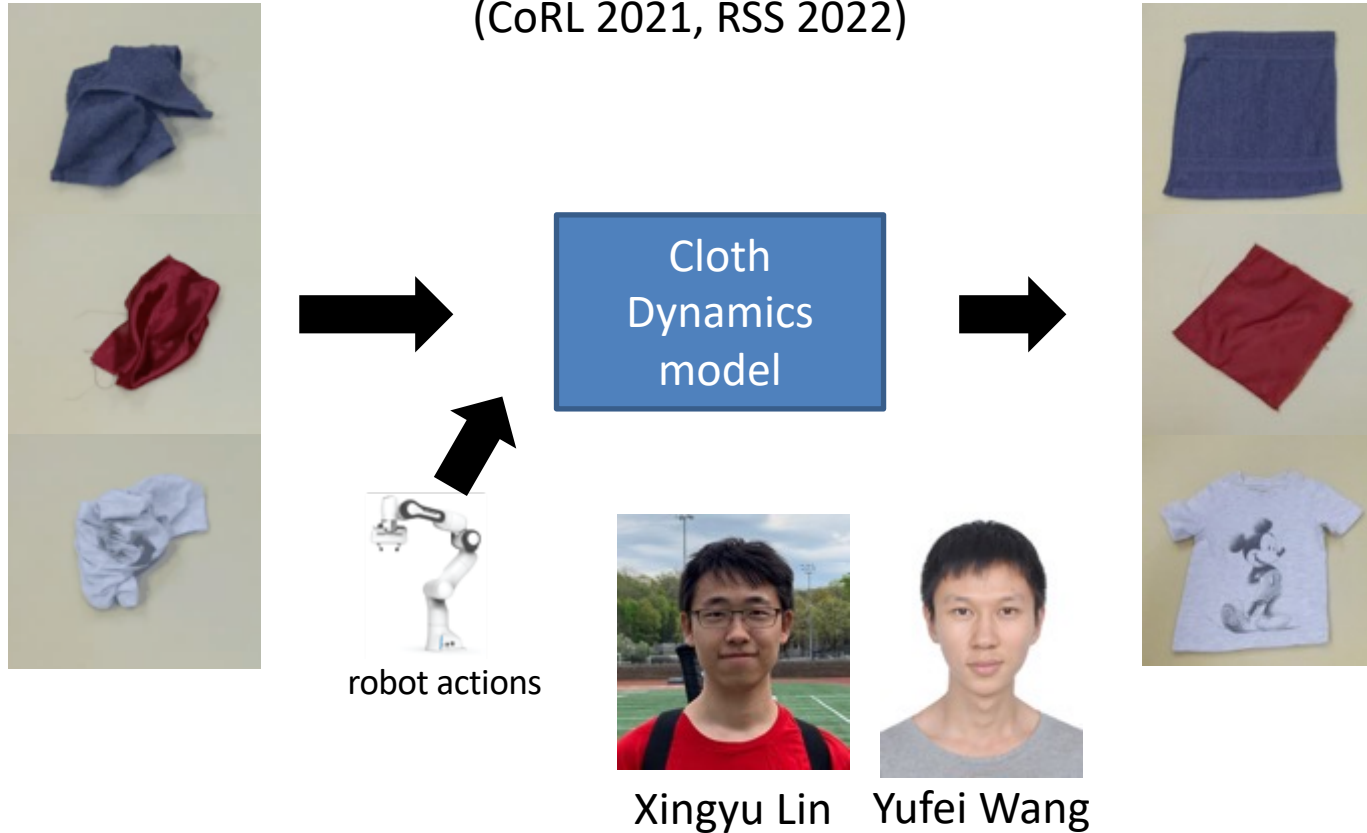 (CoRL 2021, RSS 2022)
Cloth
Dynamics
model
robot actions
Xingyu Lin
Yufei Wang